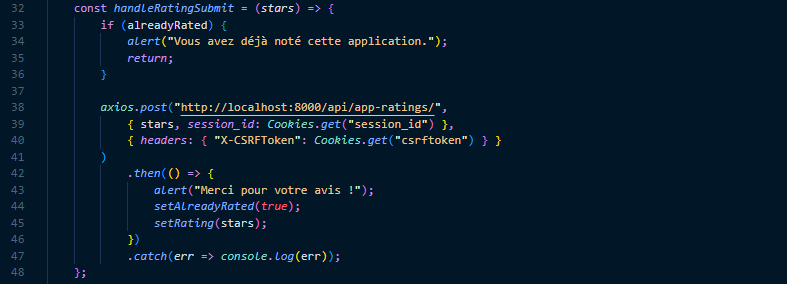 32 const handleRatingSubmit = (stars) => {
33 if (alreadyRated) {
34 alert("Vous avez déjà noté cette application.");
35 return;
36 }
37
38 axios.post("http://localhost:8000/api/app-ratings/",
39 { stars, session_id: Cookies.get("session_id") },
40 { headers: { "X-CSRFToken": Cookies.get("csrftoken") } }
41 )
42 .then(() => {
43 alert("Merci pour votre avis !");
44 setAlreadyRated(true);
45 setRating(stars);
46 })
47 .catch(err => console.log(err));
48 };